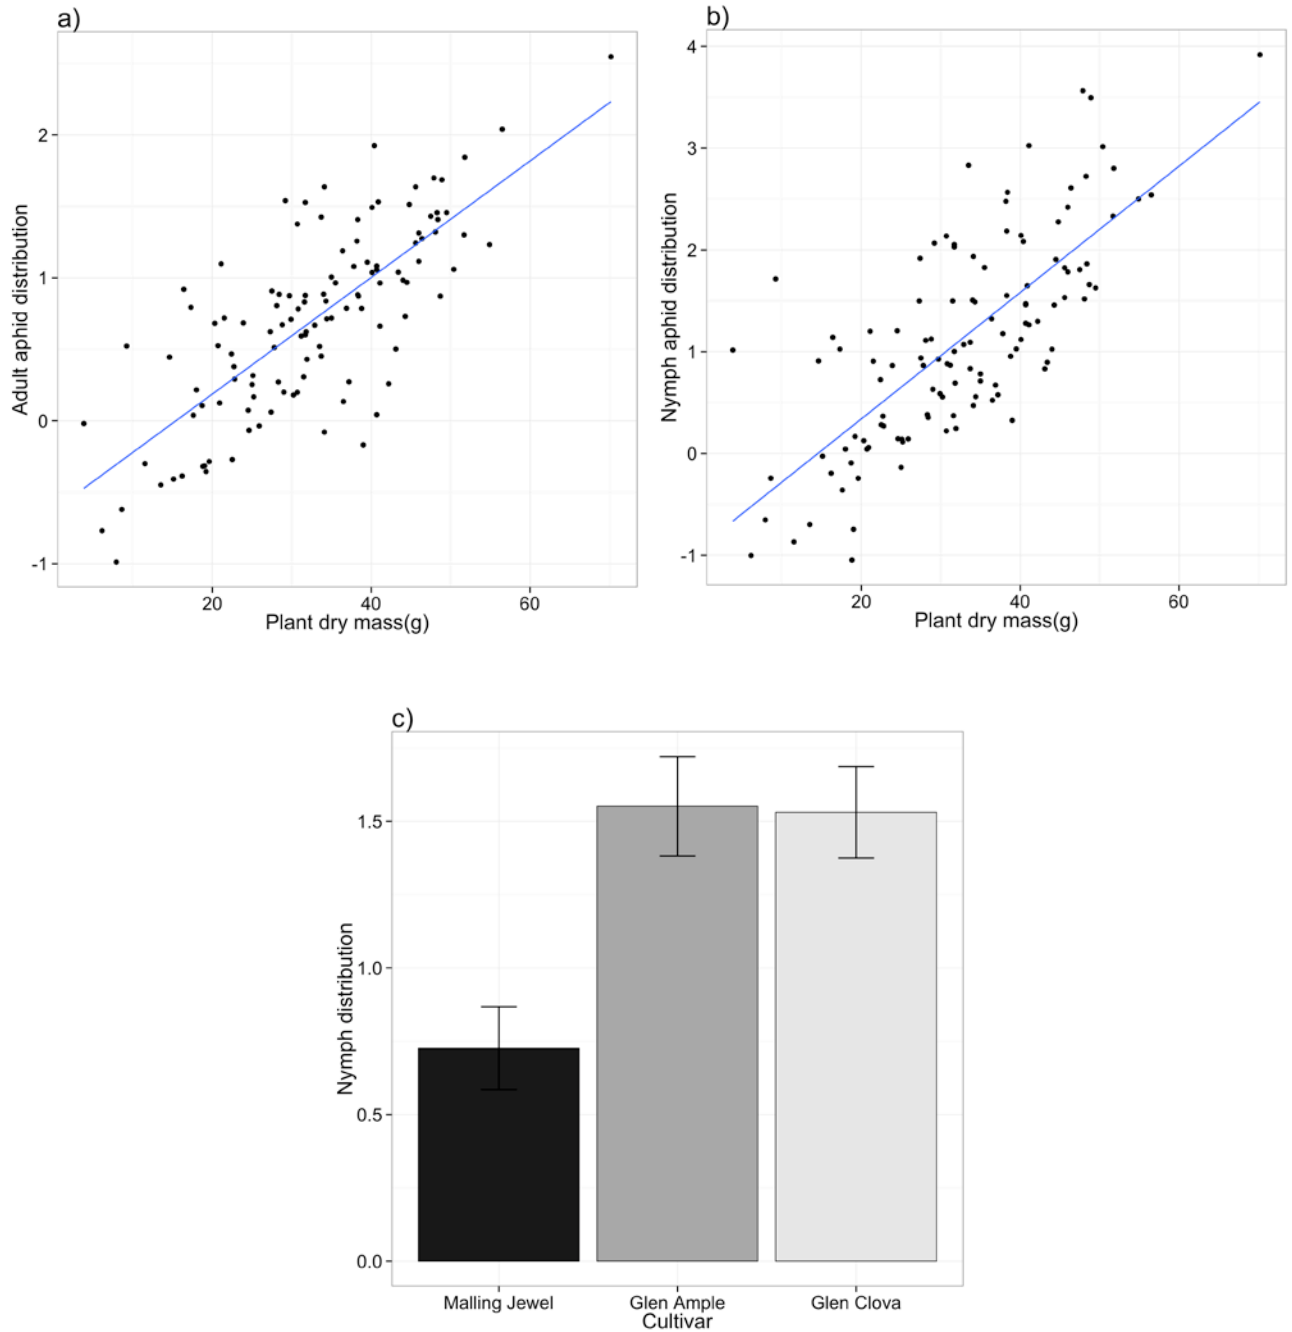 a)
Adult aphid distribution
2
1
0
-1
20 40 60
Plant dry mass(g)
b)
Nymph aphid distribution
4
3
2
1
0
-1
20 40 60
Plant dry mass(g)
c)
Nymph distribution
1.5
1.0
0.5
0.0
Malling Jewel Glen Ample Glen Clova
Cultivar